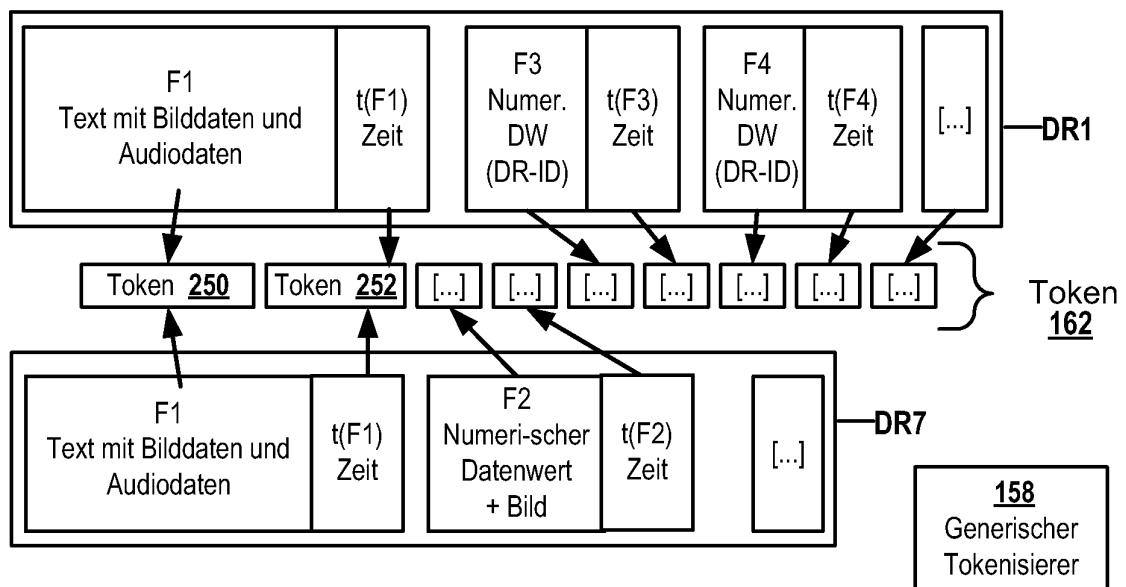 F1
Text mit Bilddaten und
Audiodaten
t(F1)
Zeit
F3
Numer.
DW
(DR-ID)
t(F3)
Zeit
F4
Numer.
DW
(DR-ID)
t(F4)
Zeit
[...]
DR1
Token 250
Token 252
[...]
[...]
[...]
[...]
[...]
[...]
[...]
Token
162
F1
Text mit Bilddaten und
Audiodaten
t(F1)
Zeit
F2
Numeri-scher
Datenwert
+ Bild
t(F2)
Zeit
[...]
DR7
158
Generischer
Tokenisierer